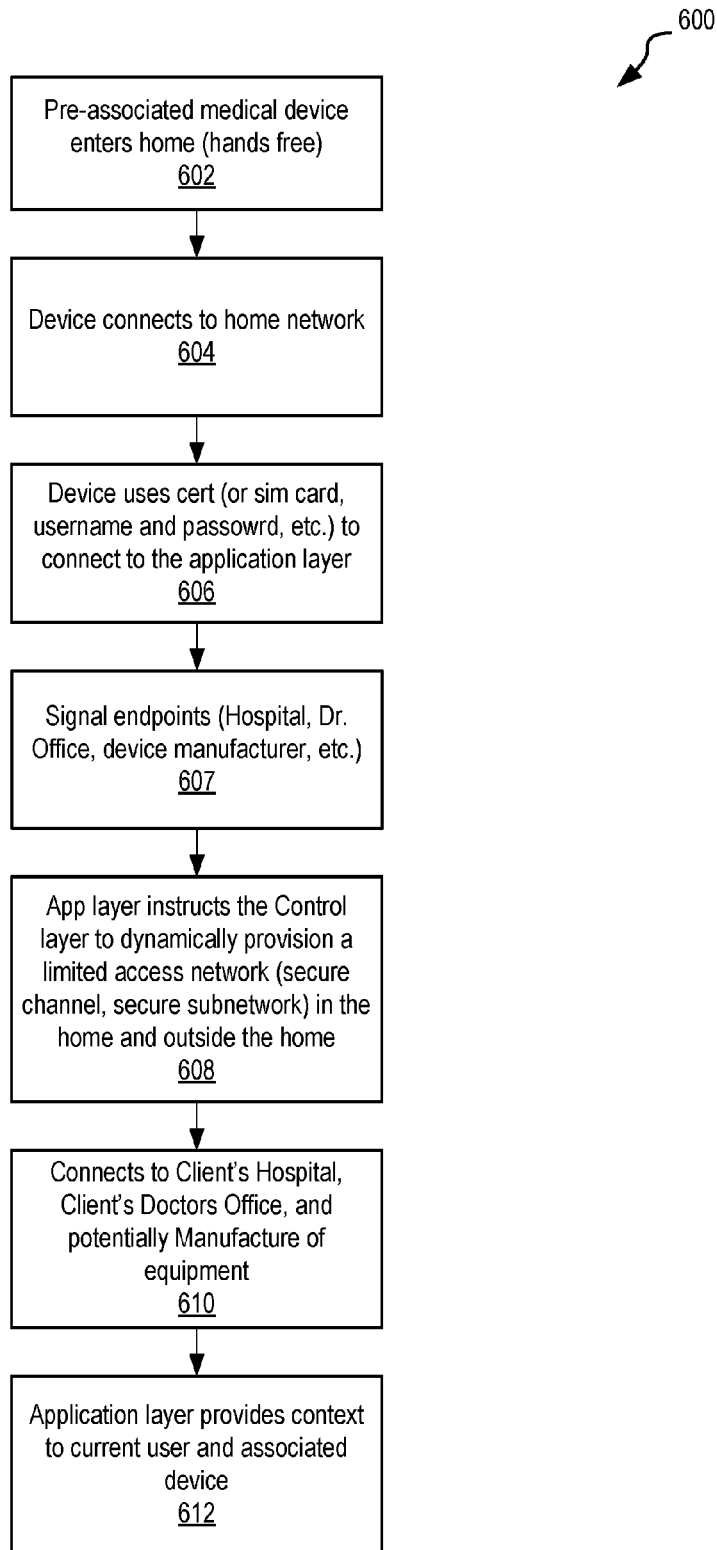 600
Pre-associated medical device
enters home (hands free)
602
Device connects to home network
604
Device uses cert (or sim card,
username and passowrd, etc.) to
connect to the application layer
606
Signal endpoints (Hospital, Dr.
Office, device manufacturer, etc.)
607
App layer instructs the Control
layer to dynamically provision a
limited access network (secure
channel, secure subnetwork) in the
home and outside the home
608
Connects to Client's Hospital,
Client's Doctors Office, and
potentially Manufacture of
equipment
610
Application layer provides context
to current user and associated
device
612